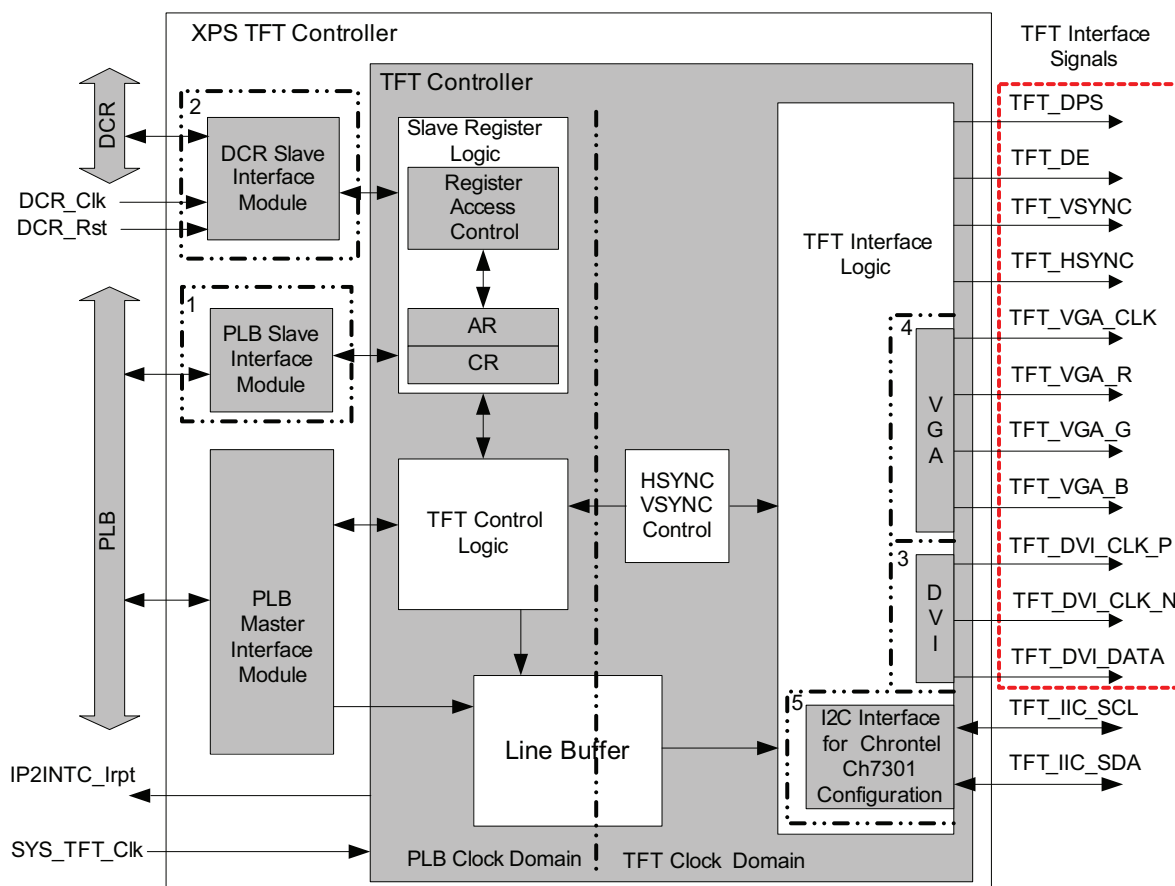 XPS TFT Controller
TFT Interface
Signals
TFT Controller
DCR
2
DCR Slave
Interface
Module
DCR_Clk
DCR_Rst
Slave Register
Logic
Register
Access
Control
AR
CR
PLB
1
PLB Slave
Interface
Module
PLB
Master
Interface
Module
TFT Control
Logic
HSYNC
VSYNC
Control
Line Buffer
TFT Interface
Logic
4
V
G
A
3
D
V
I
5
I2C Interface
for Chrontel
Ch7301
Configuration
TFT_DPS
TFT_DE
TFT_VSYNC
TFT_HSYNC
TFT_VGA_CLK
TFT_VGA_R
TFT_VGA_G
TFT_VGA_B
TFT_DVI_CLK_P
TFT_DVI_CLK_N
TFT_DVI_DATA
TFT_IIC_SCL
TFT_IIC_SDA
IP2INTC_Irpt
SYS_TFT_Clk
PLB Clock Domain
TFT Clock Domain